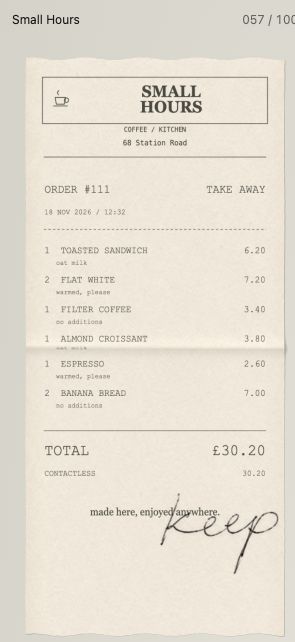 Small Hours
057 / 100
SMALL
HOURS
COFFEE / KITCHEN
68 Station Road
ORDER #111
TAKE AWAY
18 NOV 2026 / 12:32
1 TOASTED SANDWICH 6.20
oat milk
2 FLAT WHITE 7.20
warmed, please
1 FILTER COFFEE 3.40
no additions
1 ALMOND CROISSANT 3.80
oat milk
1 ESPRESSO 2.60
warmed, please
2 BANANA BREAD 7.00
no additions
TOTAL £30.20
CONTACTLESS 30.20
made here, enjoyed anywhere.
keep